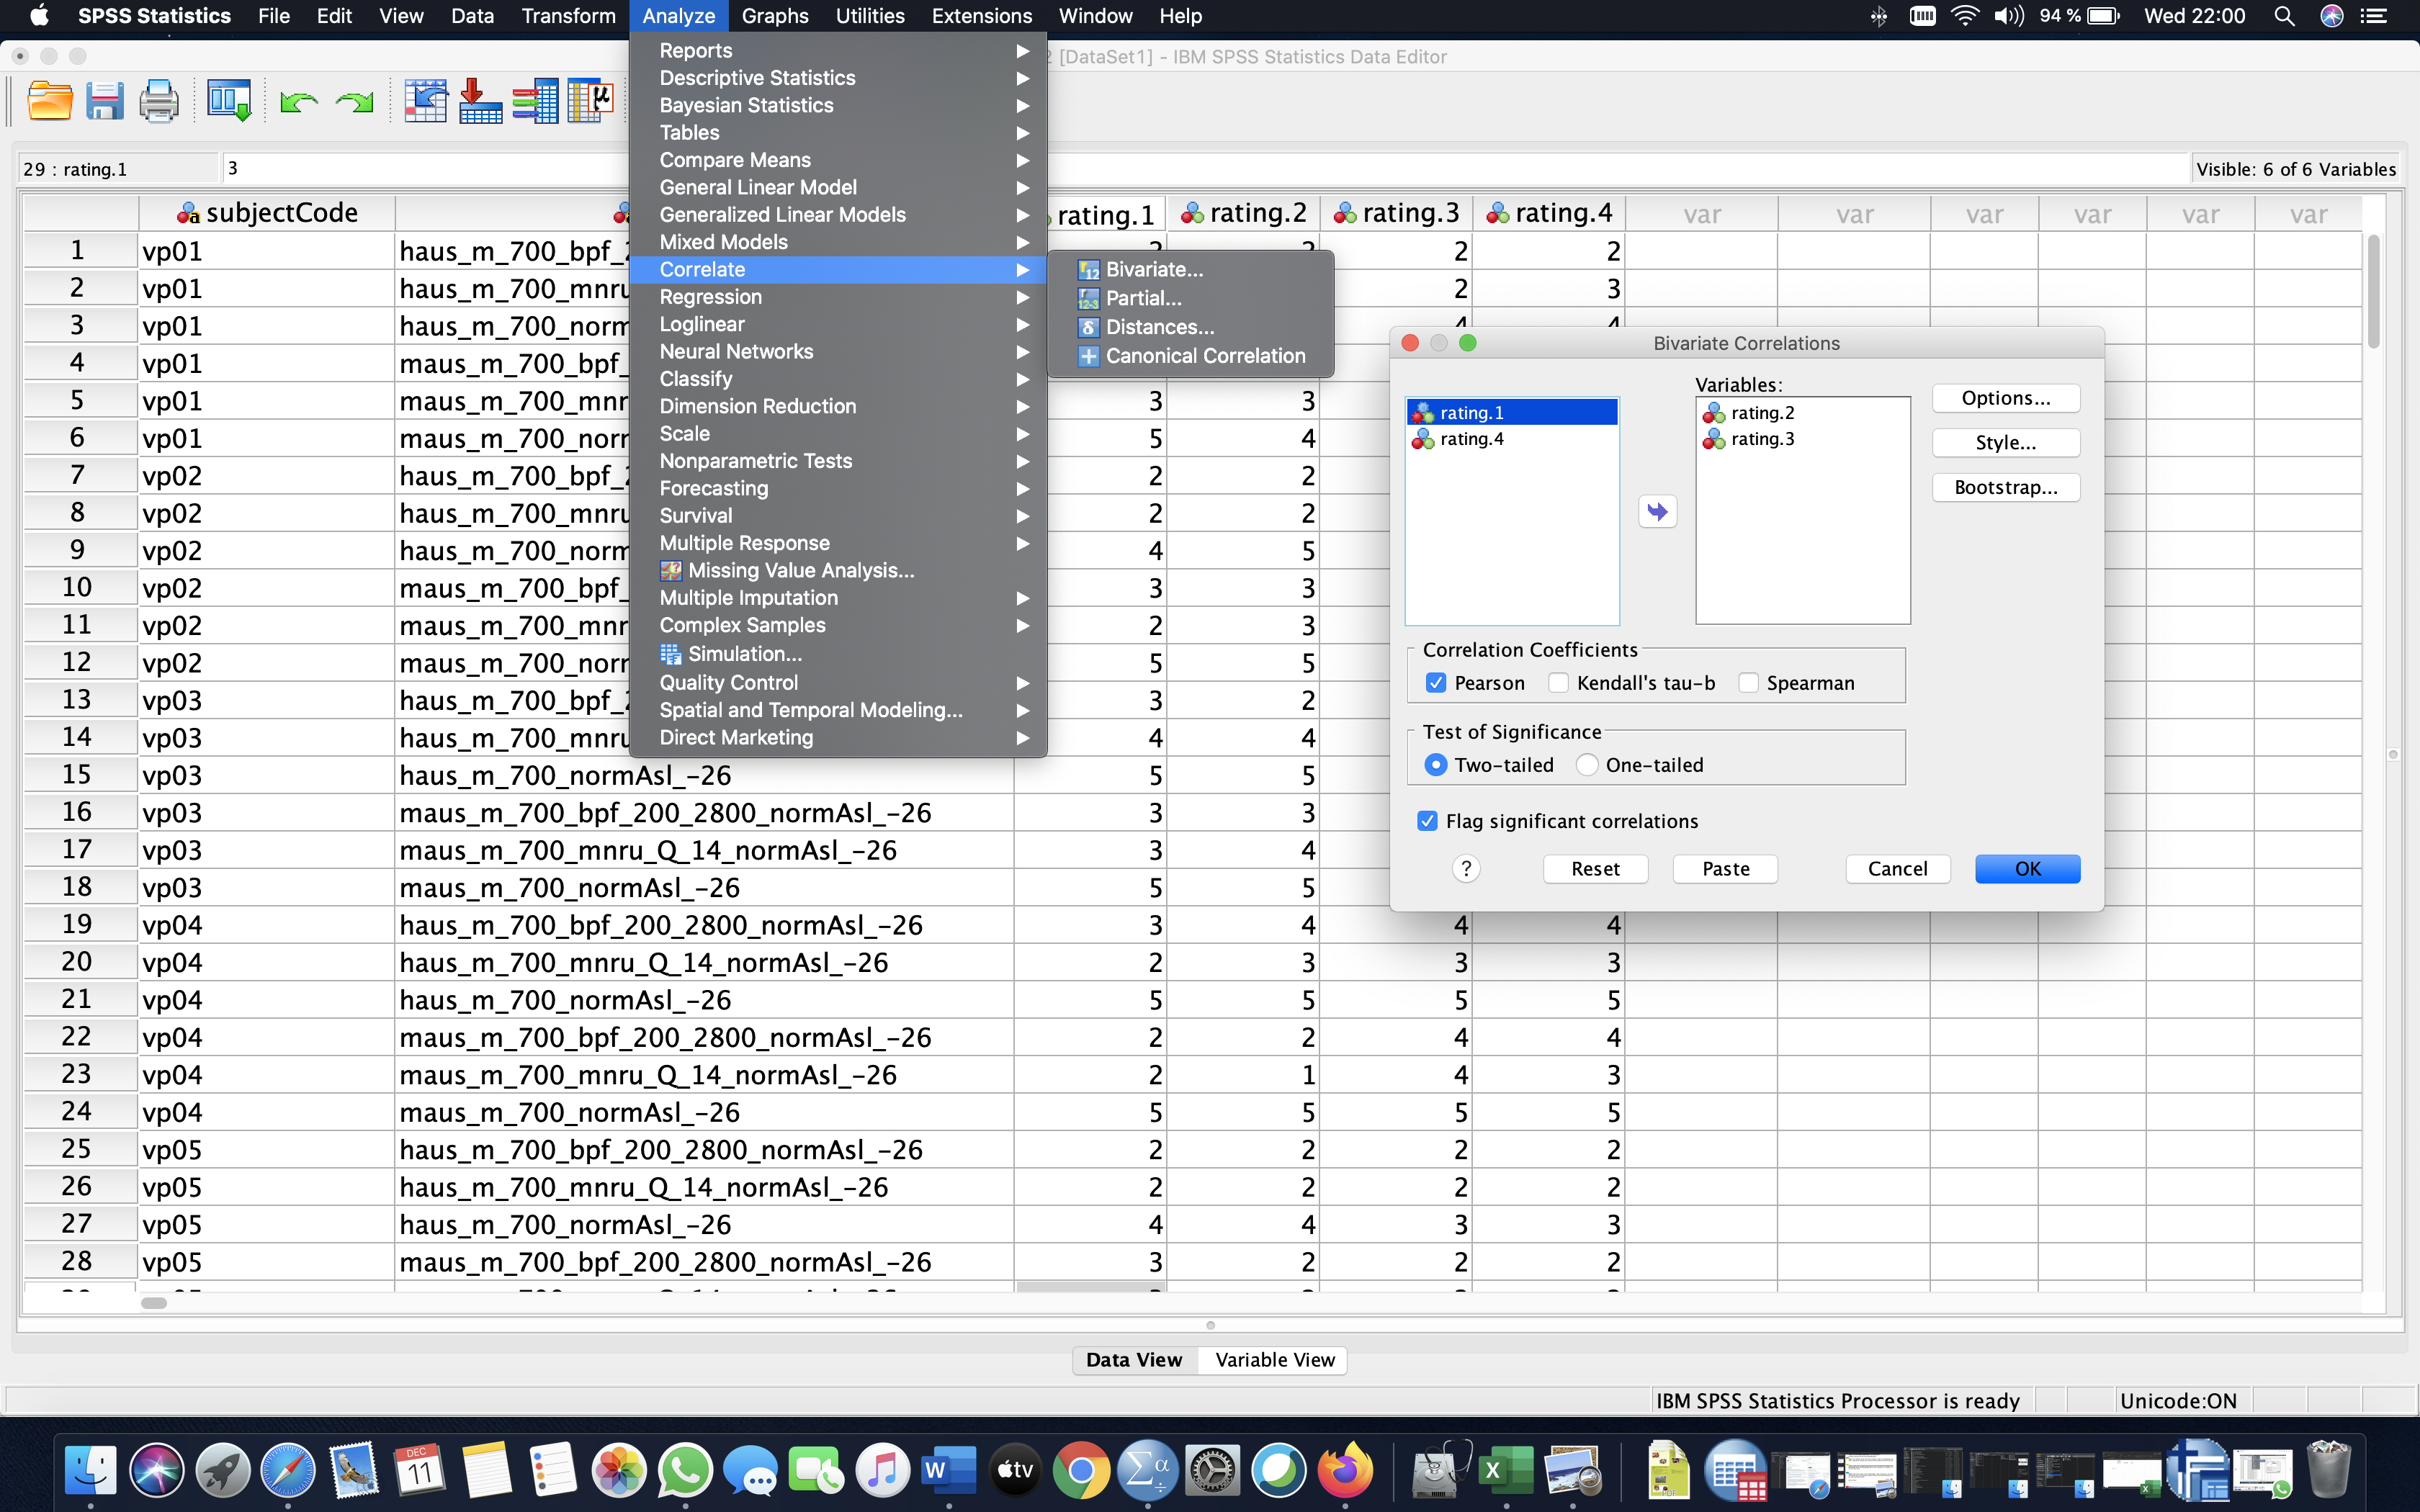 SPSS Statistics File Edit View Data Transform Analyze Graphs Utilities Extensions Window Help 94 % Wed 22:00
2 [DataSet1] - IBM SPSS Statistics Data Editor
Reports
Descriptive Statistics
Bayesian Statistics
Tables
Compare Means
General Linear Model
Generalized Linear Models
Mixed Models
Correlate
Regression
Loglinear
Neural Networks
Classify
Dimension Reduction
Scale
Nonparametric Tests
Forecasting
Survival
Multiple Response
Missing Value Analysis...
Multiple Imputation
Complex Samples
Simulation...
Quality Control
Spatial and Temporal Modeling...
Direct Marketing
Bivariate...
Partial...
Distances...
Canonical Correlation
29 : rating.1 3 Visible: 6 of 6 Variables
subjectCode rating.1 rating.2 rating.3 rating.4 var var var var var var
1 vp01 haus_m_700_bpf_2 2 2 2 2
2 vp01 haus_m_700_mnru 2 3
3 vp01 haus_m_700_norm 4 4
4 vp01 maus_m_700_bpf_
5 vp01 maus_m_700_mnr 3 3
6 vp01 maus_m_700_nor 5 4
7 vp02 haus_m_700_bpf_2 2 2
8 vp02 haus_m_700_mnru 2 2
9 vp02 haus_m_700_norm 4 5
10 vp02 maus_m_700_bpf_ 3 3
11 vp02 maus_m_700_mnr 2 3
12 vp02 maus_m_700_nor 5 5
13 vp03 haus_m_700_bpf_2 3 2
14 vp03 haus_m_700_mnru 4 4
15 vp03 haus_m_700_normAsl_-26 5 5
16 vp03 maus_m_700_bpf_200_2800_normAsl_-26 3 3
17 vp03 maus_m_700_mnru_Q_14_normAsl_-26 3 4
18 vp03 maus_m_700_normAsl_-26 5 5
19 vp04 haus_m_700_bpf_200_2800_normAsl_-26 3 4 4 4
20 vp04 haus_m_700_mnru_Q_14_normAsl_-26 2 3 3 3
21 vp04 haus_m_700_normAsl_-26 5 5 5 5
22 vp04 maus_m_700_bpf_200_2800_normAsl_-26 2 2 4 4
23 vp04 maus_m_700_mnru_Q_14_normAsl_-26 2 1 4 3
24 vp04 maus_m_700_normAsl_-26 5 5 5 5
25 vp05 haus_m_700_bpf_200_2800_normAsl_-26 2 2 2 2
26 vp05 haus_m_700_mnru_Q_14_normAsl_-26 2 2 2 2
27 vp05 haus_m_700_normAsl_-26 4 4 3 3
28 vp05 maus_m_700_bpf_200_2800_normAsl_-26 3 2 2 2
Bivariate Correlations
rating.1
rating.4
Variables:
rating.2
rating.3
Options...
Style...
Bootstrap...
Correlation Coefficients
Pearson Kendall's tau-b Spearman
Test of Significance
Two-tailed One-tailed
Flag significant correlations
? Reset Paste Cancel OK
Data View Variable View
IBM SPSS Statistics Processor is ready Unicode:ON
DEC
11
W
tv
X
PDF